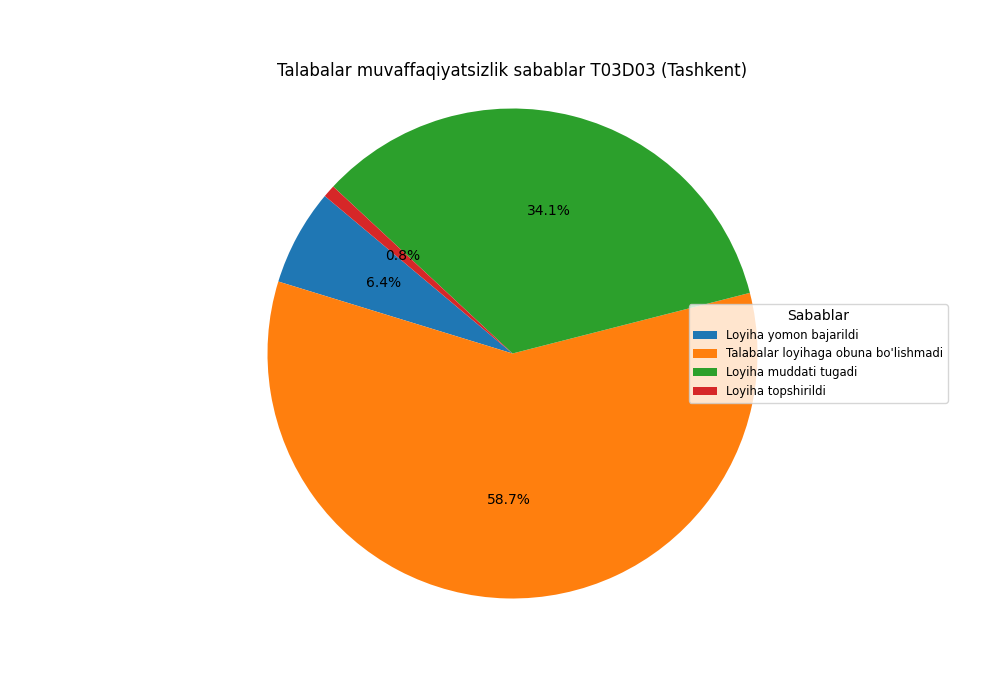 Talabalar muvaffaqiyatsizlik sabablar T03D03 (Tashkent)
34.1%
0.8%
6.4%
58.7%
Sabablar
Loyiha yomon bajarildi
Talabalar loyihaga obuna bo'lishmadi
Loyiha muddati tugadi
Loyiha topshirildi